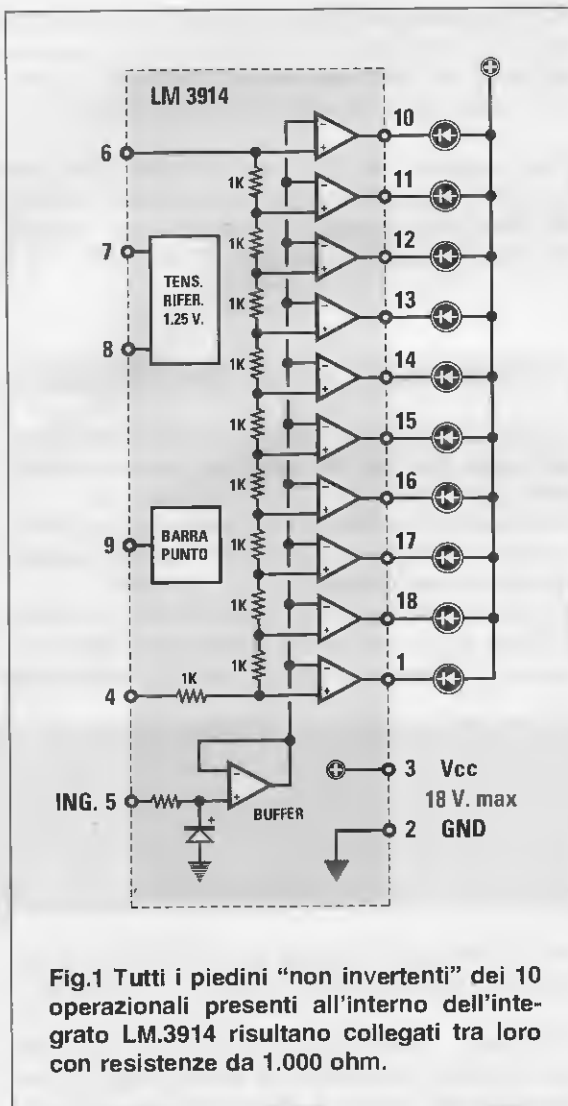 LM 3914
6
7
8
9
4
ING. 5
TENS.
RIFER.
1.25 V.
BARRA
PUNTO
1K
1K
1K
1K
1K
1K
1K
1K
1K
1K
-
+
-
+
-
+
-
+
-
+
-
+
-
+
-
+
-
+
-
+
10
11
12
13
14
15
16
17
18
1
+
-
+
BUFFER
+
+
3 Vcc
18 V. max
2 GND
Fig.1 Tutti i piedini "non invertenti" dei 10
operazionali presenti all'interno dell'inte-
grato LM.3914 risultano collegati tra loro
con resistenze da 1.000 ohm.